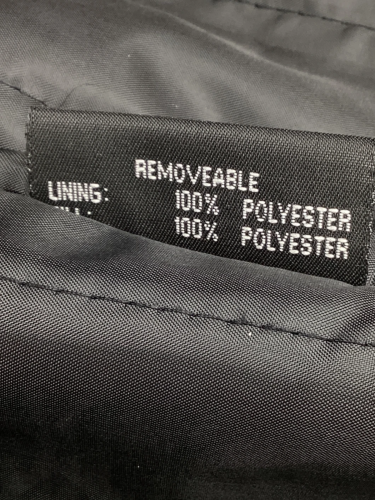 REMOVEABLE
LINING: 100% POLYESTER
100% POLYESTER